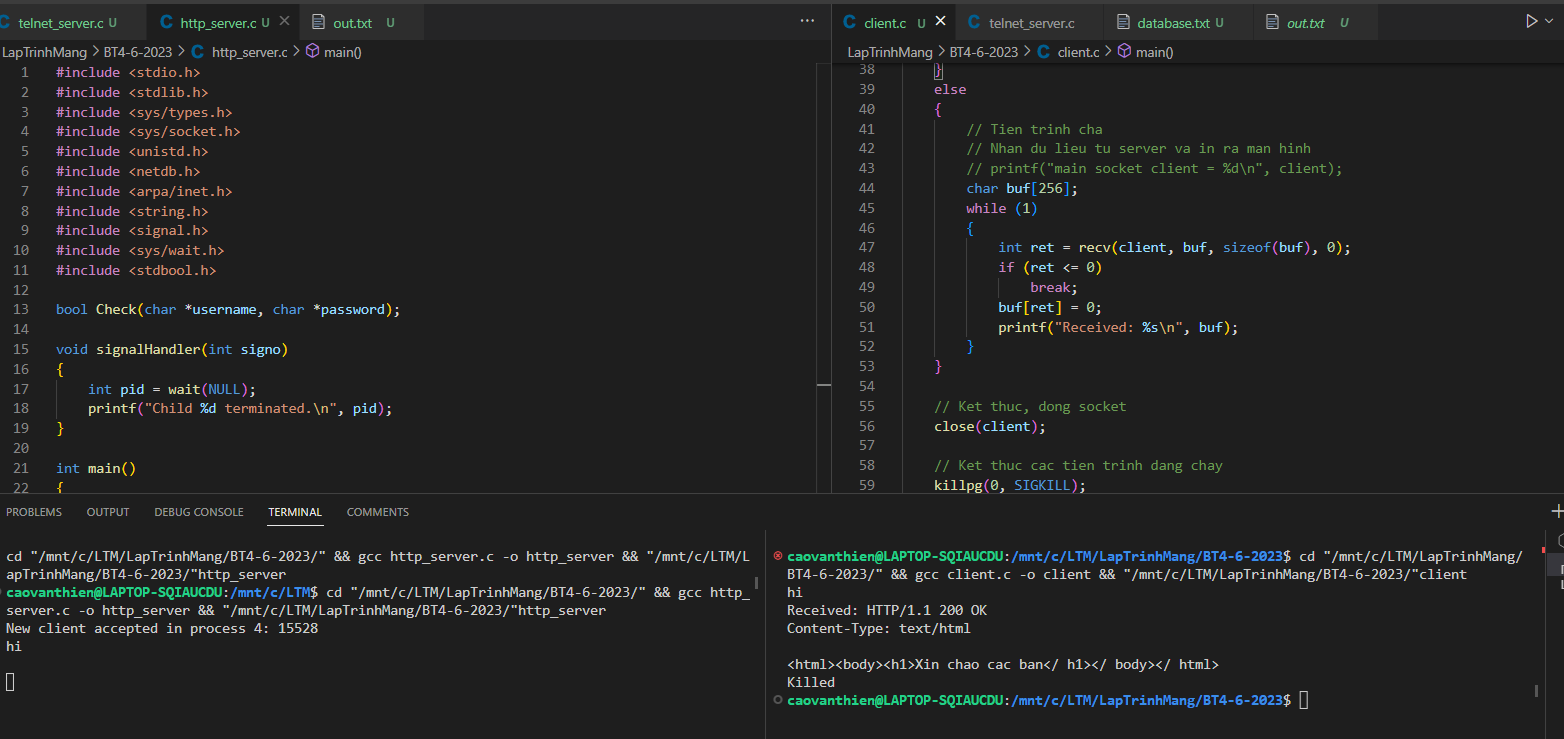 telnet_server.c U
http_server.c U
out.txt U
LapTrinhMang > BT4-6-2023 > C http_server.c > main()
1 #include <stdio.h>
2 #include <stdlib.h>
3 #include <sys/types.h>
4 #include <sys/socket.h>
5 #include <unistd.h>
6 #include <netdb.h>
7 #include <arpa/inet.h>
8 #include <string.h>
9 #include <signal.h>
10 #include <sys/wait.h>
11 #include <stdbool.h>
12
13 bool Check(char *username, char *password);
14
15 void signalHandler(int signo)
16 {
17 int pid = wait(NULL);
18 printf("Child %d terminated.\n", pid);
19 }
20
21 int main()
22 {
C client.c U
C telnet_server.c
database.txt U
out.txt U
LapTrinhMang > BT4-6-2023 > C client.c > main()
38 }
39 else
40 {
41 // Tien trinh cha
42 // Nhan du lieu tu server va in ra man hinh
43 // printf("main socket client = %d\n", client);
44 char buf[256];
45 while (1)
46 {
47 int ret = recv(client, buf, sizeof(buf), 0);
48 if (ret <= 0)
49 break;
50 buf[ret] = 0;
51 printf("Received: %s\n", buf);
52 }
53 }
54
55 // Ket thuc, dong socket
56 close(client);
57
58 // Ket thuc cac tien trinh dang chay
59 killpg(0, SIGKILL);
PROBLEMS OUTPUT DEBUG CONSOLE TERMINAL COMMENTS
cd "/mnt/c/LTM/LapTrinhMang/BT4-6-2023/" && gcc http_server.c -o http_server && "/mnt/c/LTM/L
apTrinhMang/BT4-6-2023/"http_server
caovanthien@LAPTOP-SQIAUCDU:/mnt/c/LTM$ cd "/mnt/c/LTM/LapTrinhMang/BT4-6-2023/" && gcc http_
server.c -o http_server && "/mnt/c/LTM/LapTrinhMang/BT4-6-2023/"http_server
New client accepted in process 4: 15528
hi
caovanthien@LAPTOP-SQIAUCDU:/mnt/c/LTM/LapTrinhMang/BT4-6-2023$ cd "/mnt/c/LTM/LapTrinhMang/
BT4-6-2023/" && gcc client.c -o client && "/mnt/c/LTM/LapTrinhMang/BT4-6-2023/"client
hi
Received: HTTP/1.1 200 OK
Content-Type: text/html

<html><body><h1>Xin chao cac ban</ h1></ body></ html>
Killed
caovanthien@LAPTOP-SQIAUCDU:/mnt/c/LTM/LapTrinhMang/BT4-6-2023$